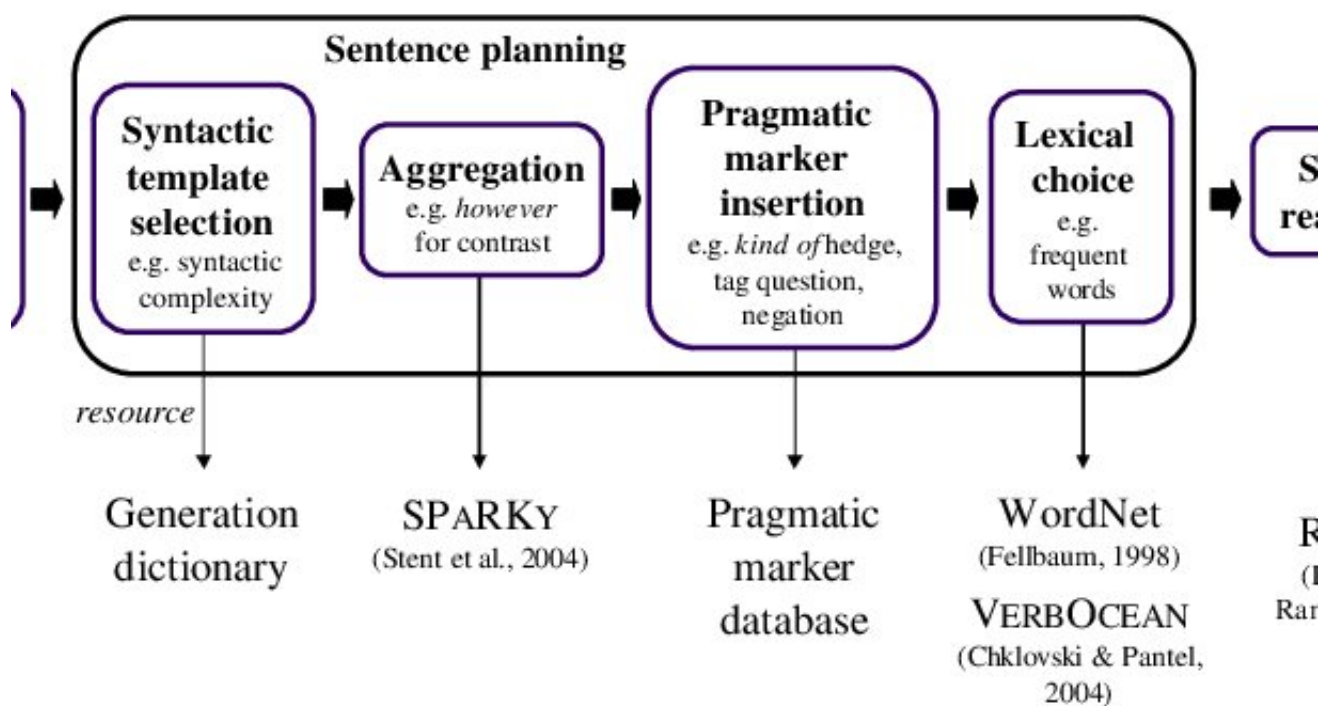 Sentence planning
Syntactic
template
selection
e.g. syntactic
complexity
Aggregation
e.g. however
for contrast
Pragmatic
marker
insertion
e.g. kind of hedge,
tag question,
negation
Lexical
choice
e.g.
frequent
words
resource
Generation
dictionary
SPARKY
(Stent et al., 2004)
Pragmatic
marker
database
WordNet
(Fellbaum, 1998)
VERBOCEAN
(Chklovski & Pantel,
2004)